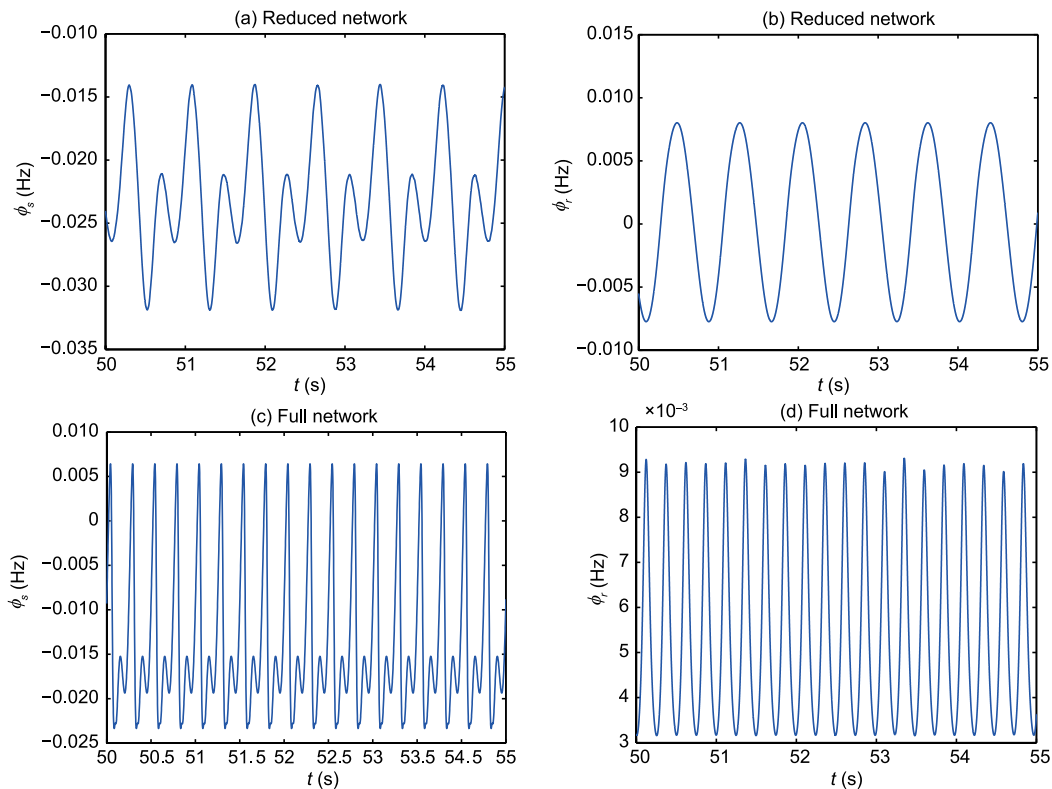 (a) Reduced network
−0.010
−0.015
−0.020
−0.025
−0.030
−0.035
ϕs (Hz)
50 51 52 53 54 55
t (s)
(b) Reduced network
0.015
0.010
0.005
0
−0.005
−0.010
ϕr (Hz)
50 51 52 53 54 55
t (s)
(c) Full network
0.010
0.005
0
−0.005
−0.010
−0.015
−0.020
−0.025
ϕs (Hz)
50 50.5 51 51.5 52 52.5 53 53.5 54 54.5 55
t (s)
×10−3
(d) Full network
10
9
8
7
6
5
4
3
ϕr (Hz)
50 51 52 53 54 55
t (s)